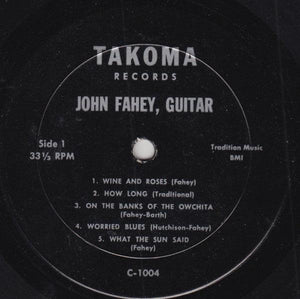 TAKOMA
RECORDS
JOHN FAHEY, GUITAR
Side 1
33⅓ RPM
Tradition Music
BMI
1. WINE AND ROSES (Fahey)
2. HOW LONG (Traditional)
3. ON THE BANKS OF THE OWCHITA
(Fahey-Barth)
4. WORRIED BLUES (Hutchison-Fahey)
5. WHAT THE SUN SAID
(Fahey)
C-1004